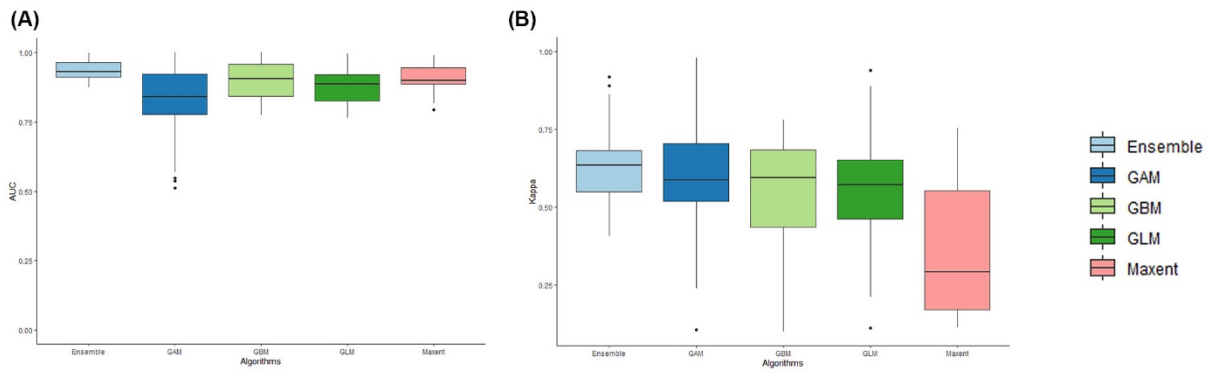 (A)
1.00
0.75
0.50
0.25
0.00
AUC
Ensemble GAM GBM GLM Maxent
Algorithms
(B)
1.00
0.75
0.50
0.25
Kappa
Ensemble GAM GBM GLM Maxent
Algorithms
Ensemble
GAM
GBM
GLM
Maxent